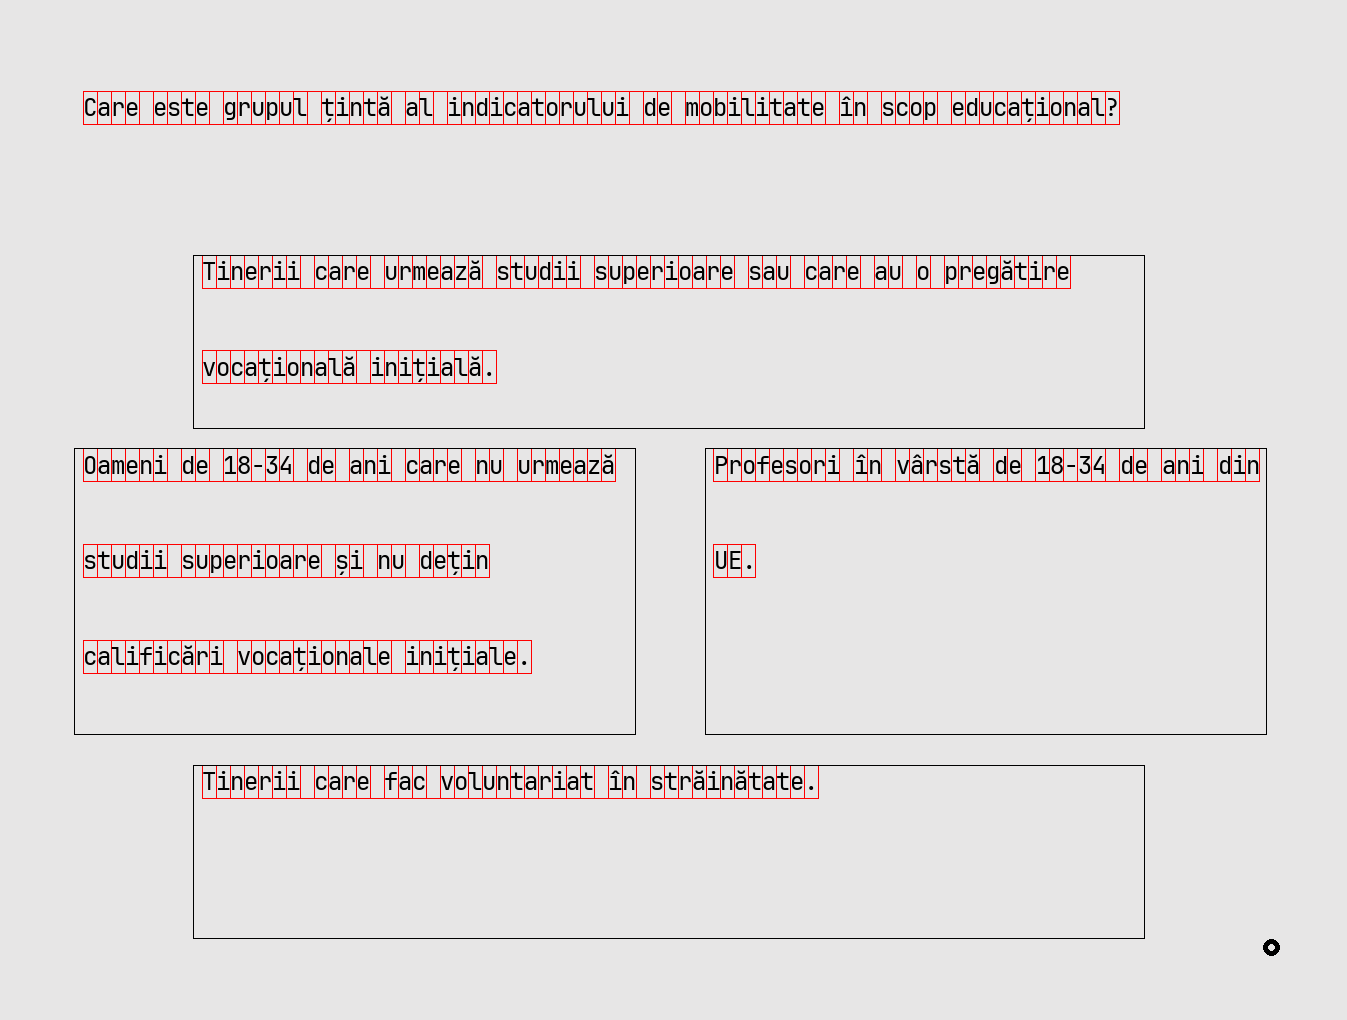 Care este grupul țintă al indicatorului de mobilitate în scop educațional?
Tinerii care urmează studii superioare sau care au o pregătire
vocațională inițială.
Oameni de 18-34 de ani care nu urmează
studii superioare și nu dețin
calificări vocaționale inițiale.
Profesori în vârstă de 18-34 de ani din
UE.
Tinerii care fac voluntariat în străinătate.